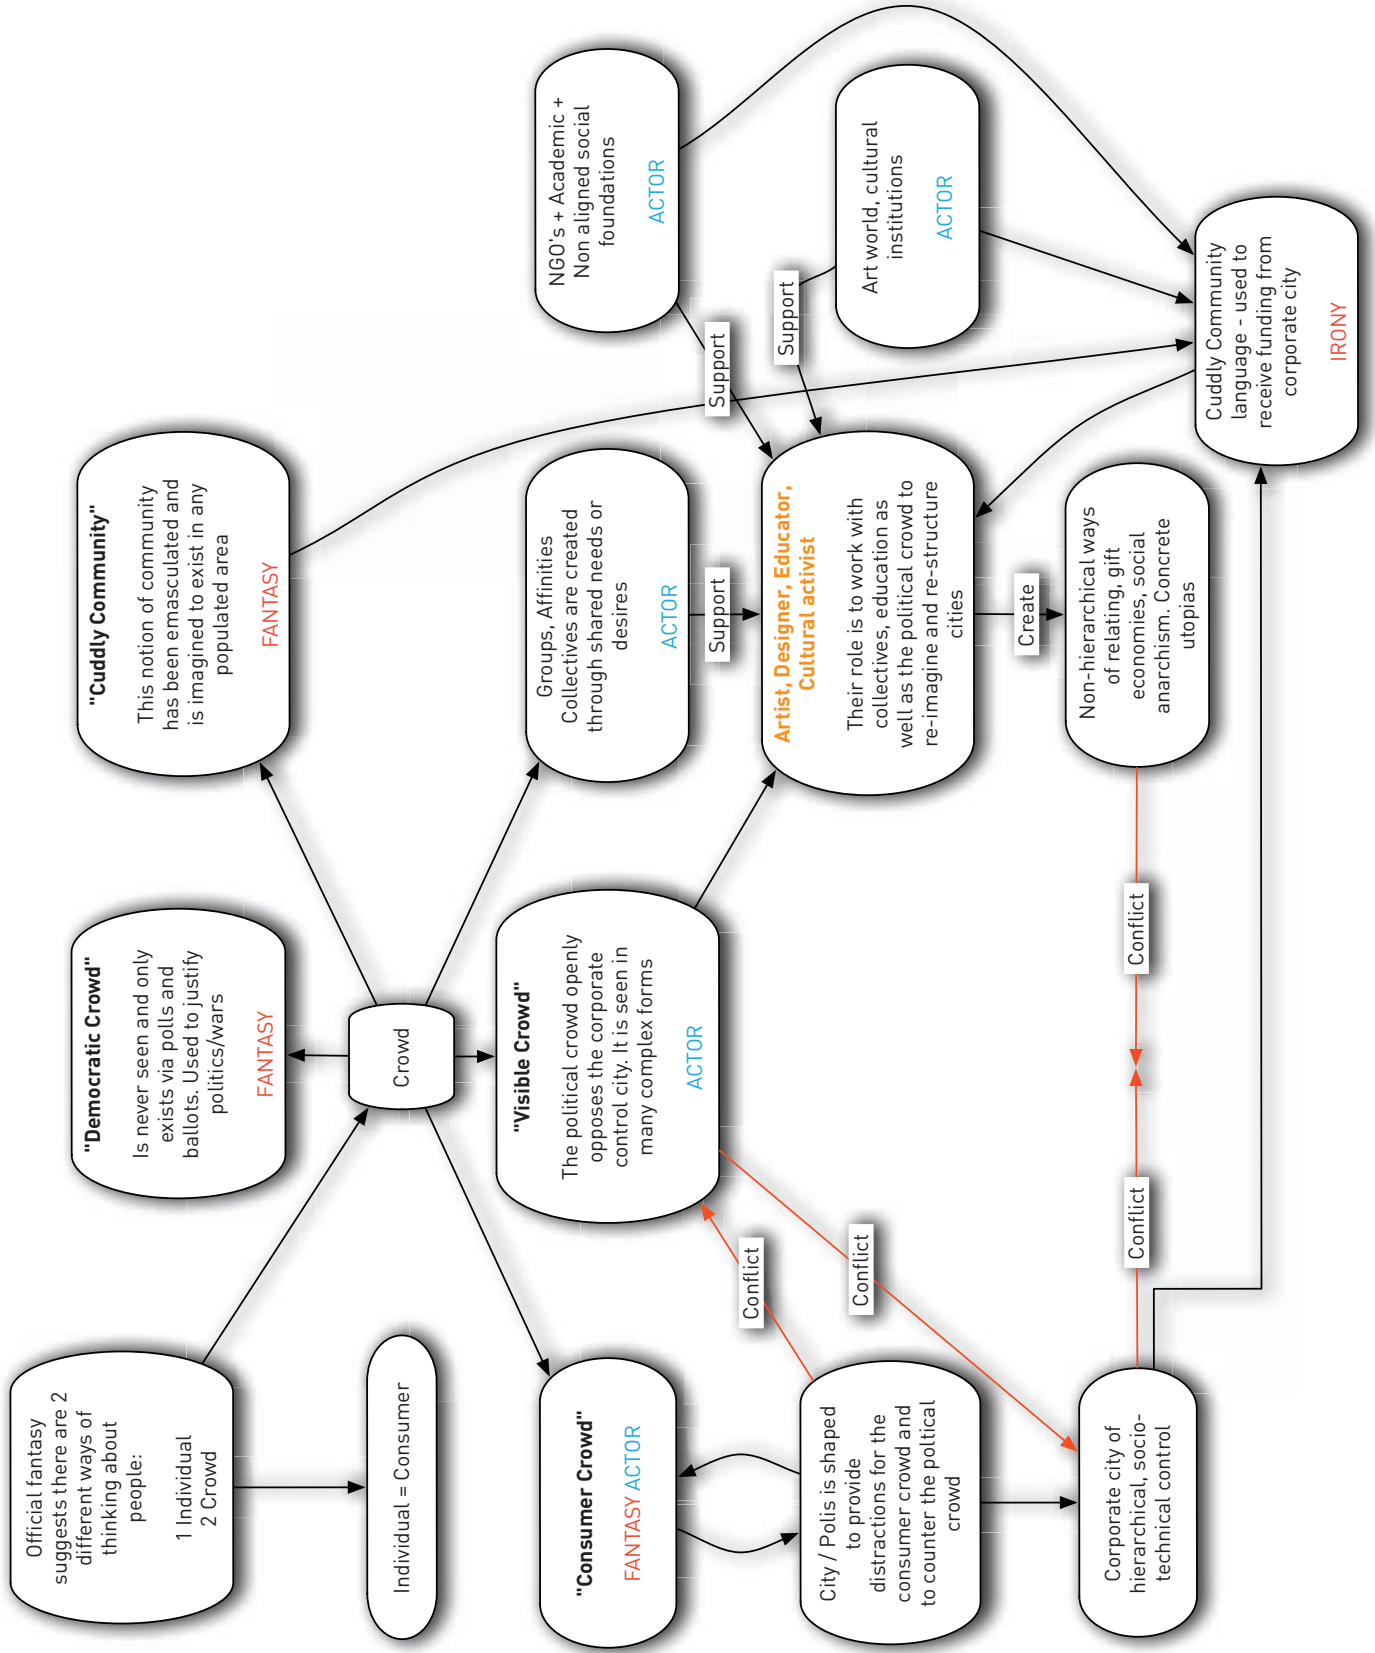 Official fantasy
suggests there are 2
different ways of
thinking about
people:
1 Individual
2 Crowd
Individual = Consumer
"Democratic Crowd"
Is never seen and only
exists via polls and
ballots. Used to justify
politics/wars
FANTASY
"Cuddly Community"
This notion of community
has been emasculated and
is imagined to exist in any
populated area
FANTASY
Crowd
"Consumer Crowd"
FANTASY ACTOR
"Visible Crowd"
The political crowd openly
opposes the corporate
control city. It is seen in
many complex forms
ACTOR
Groups, Affinities
Collectives are created
through shared needs or
desires
ACTOR
NGO's + Academic +
Non aligned social
foundations
ACTOR
Support
Support
Support
Conflict
Conflict
City / Polis is shaped
to provide
distractions for the
consumer crowd and
to counter the poltical
crowd
Artist, Designer, Educator,
Cultural activist
Their role is to work with
collectives, education as
well as the political crowd to
re-imagine and re-structure
cities
Art world, cultural
institutions
ACTOR
Create
Corporate city of
hierarchical, socio-
technical control
Conflict
Conflict
Non-hierarchical ways
of relating, gift
economies, social
anarchism. Concrete
utopias
Cuddly Community
language - used to
receive funding from
corporate city
IRONY